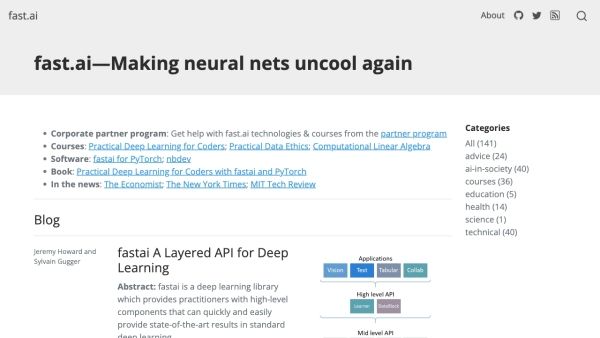 fast.ai
About
fast.ai—Making neural nets uncool again
Corporate partner program: Get help with fast.ai technologies & courses from the partner program
Courses: Practical Deep Learning for Coders; Practical Data Ethics; Computational Linear Algebra
Software: fastai for PyTorch; nbdev
Book: Practical Deep Learning for Coders with fastai and PyTorch
In the news: The Economist; The New York Times; MIT Tech Review
Categories
All (141)
advice (24)
ai-in-society (40)
courses (36)
education (5)
health (14)
science (1)
technical (40)
Blog
Jeremy Howard and
Sylvain Gugger
fastai A Layered API for Deep
Learning
Abstract: fastai is a deep learning library
which provides practitioners with high-level
components that can quickly and easily
provide state-of-the-art results in standard
deep learning
Applications
Vision Text Tabular Collab
High level API
Learner DataBlock
Mid level API